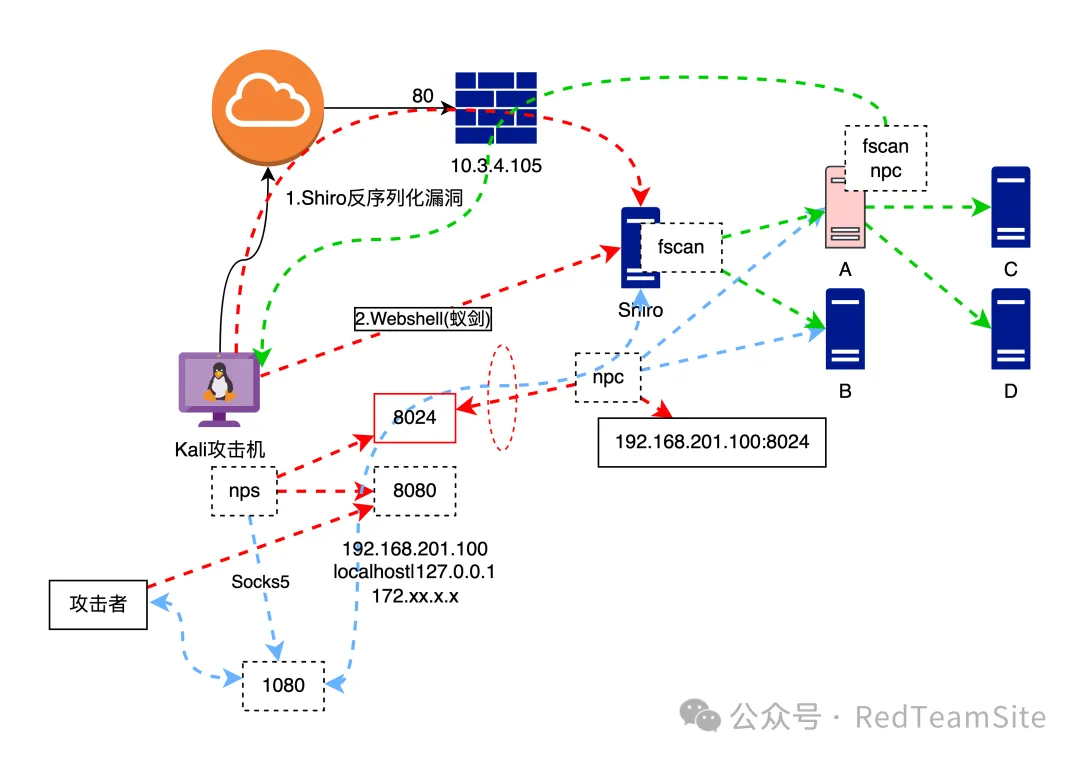 80
10.3.4.105
1.Shiro反序列化漏洞
fscan
npc
fscan
A
C
Shiro
2.Webshell(蚁剑)
npc
B
D
8024
192.168.201.100:8024
Kali攻击机
nps
8080
192.168.201.100
localhost|127.0.0.1
172.xx.x.x
Socks5
攻击者
1080
公众号 · RedTeamSite